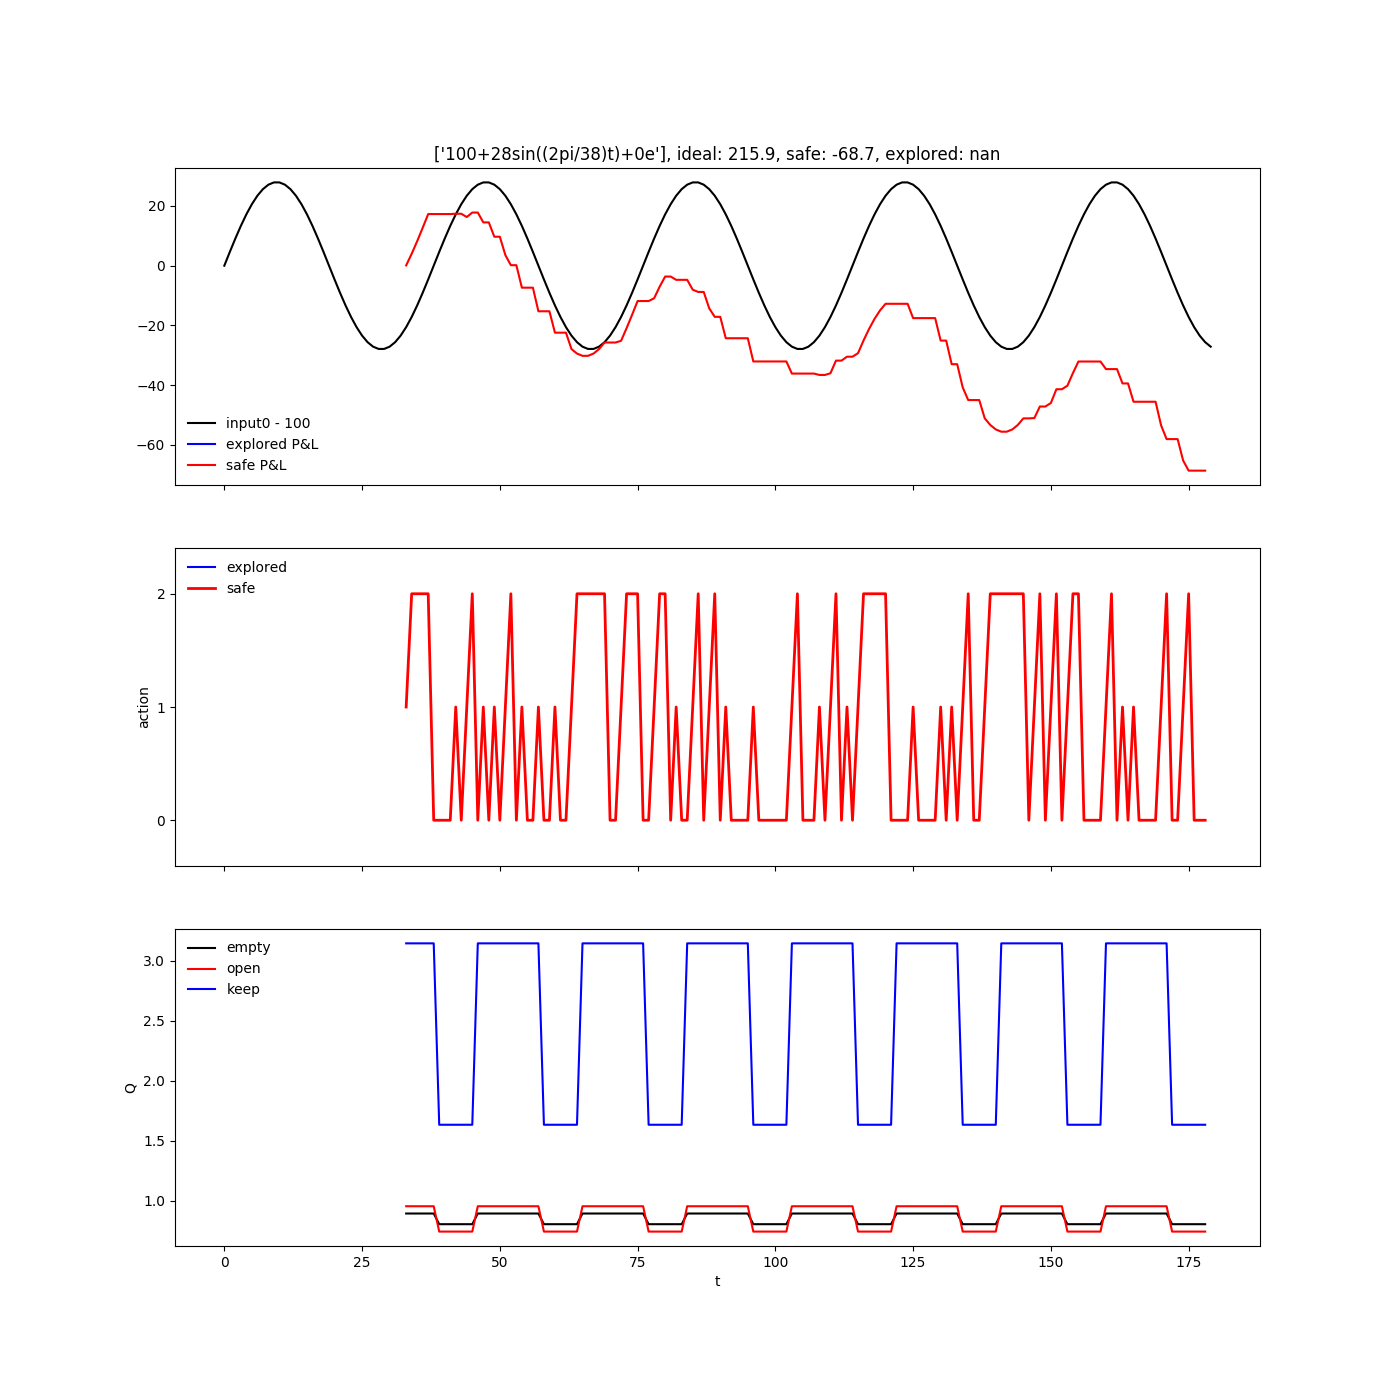 ['100+28sin((2pi/38)t)+0e'], ideal: 215.9, safe: -68.7, explored: nan
20
0
−20
−40
−60
input0 - 100
explored P&L
safe P&L
explored
safe
2
1
0
action
empty
open
keep
3.0
2.5
2.0
1.5
1.0
Q
0
25
50
75
100
125
150
175
t